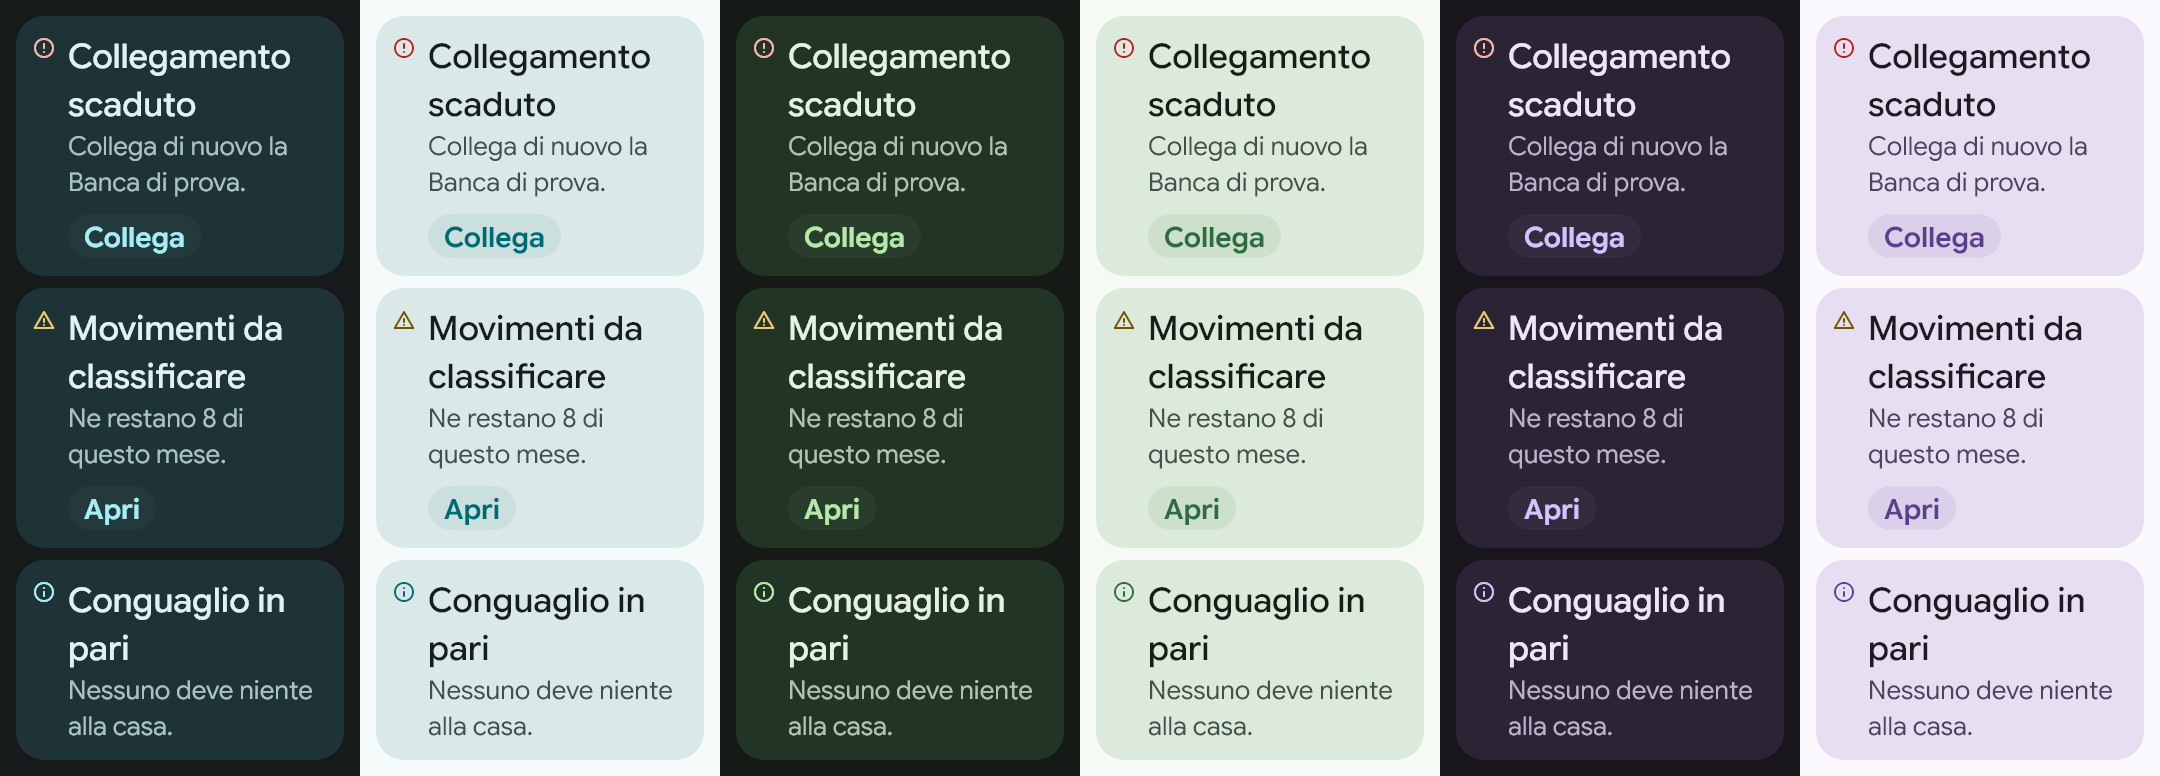 Collegamento
scaduto
Collega di nuovo la
Banca di prova.
Collega
Movimenti da
classificare
Ne restano 8 di
questo mese.
Apri
Conguaglio in
pari
Nessuno deve niente
alla casa.
Collegamento
scaduto
Collega di nuovo la
Banca di prova.
Collega
Movimenti da
classificare
Ne restano 8 di
questo mese.
Apri
Conguaglio in
pari
Nessuno deve niente
alla casa.
Collegamento
scaduto
Collega di nuovo la
Banca di prova.
Collega
Movimenti da
classificare
Ne restano 8 di
questo mese.
Apri
Conguaglio in
pari
Nessuno deve niente
alla casa.
Collegamento
scaduto
Collega di nuovo la
Banca di prova.
Collega
Movimenti da
classificare
Ne restano 8 di
questo mese.
Apri
Conguaglio in
pari
Nessuno deve niente
alla casa.
Collegamento
scaduto
Collega di nuovo la
Banca di prova.
Collega
Movimenti da
classificare
Ne restano 8 di
questo mese.
Apri
Conguaglio in
pari
Nessuno deve niente
alla casa.
Collegamento
scaduto
Collega di nuovo la
Banca di prova.
Collega
Movimenti da
classificare
Ne restano 8 di
questo mese.
Apri
Conguaglio in
pari
Nessuno deve niente
alla casa.